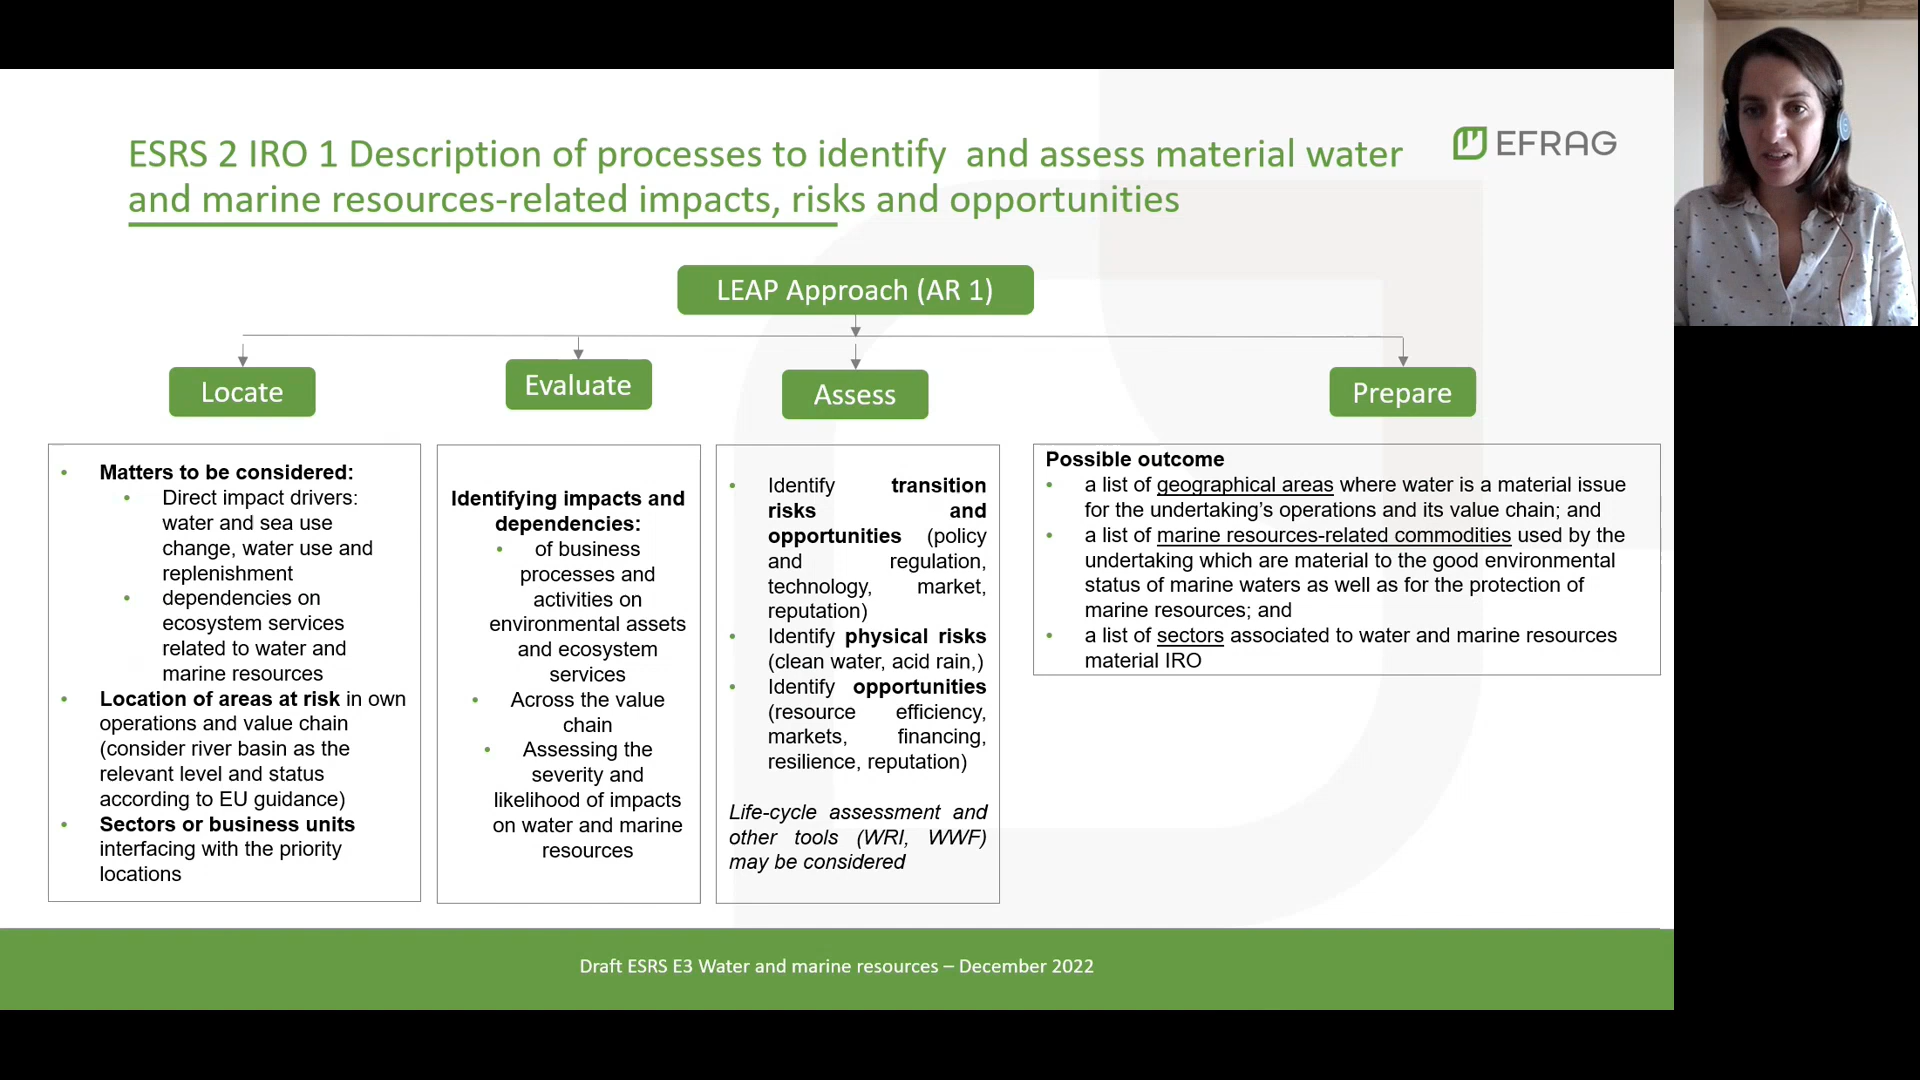 ESRS 2 IRO 1 Description of processes to identify  and assess material water
and marine resources-related impacts, risks and opportunities
EFRAG
LEAP Approach (AR 1)
Locate
Evaluate
Assess
Prepare
• Matters to be considered:
• Direct impact drivers:
water and sea use
change, water use and
replenishment
• dependencies on
ecosystem services
related to water and
marine resources
• Location of areas at risk in own
operations and value chain
(consider river basin as the
relevant level and status
according to EU guidance)
• Sectors or business units
interfacing with the priority
locations
Identifying impacts and
dependencies:
• of business
processes and
activities on
environmental assets
and ecosystem
services
• Across the value
chain
• Assessing the
severity and
likelihood of impacts
on water and marine
resources
• Identify transition
risks and
opportunities (policy
and regulation,
technology, market,
reputation)
• Identify physical risks
(clean water, acid rain,)
• Identify opportunities
(resource efficiency,
markets, financing,
resilience, reputation)
Life-cycle assessment and
other tools (WRI, WWF)
may be considered
Possible outcome
• a list of geographical areas where water is a material issue
for the undertaking's operations and its value chain; and
• a list of marine resources-related commodities used by the
undertaking which are material to the good environmental
status of marine waters as well as for the protection of
marine resources; and
• a list of sectors associated to water and marine resources
material IRO
Draft ESRS E3 Water and marine resources – December 2022